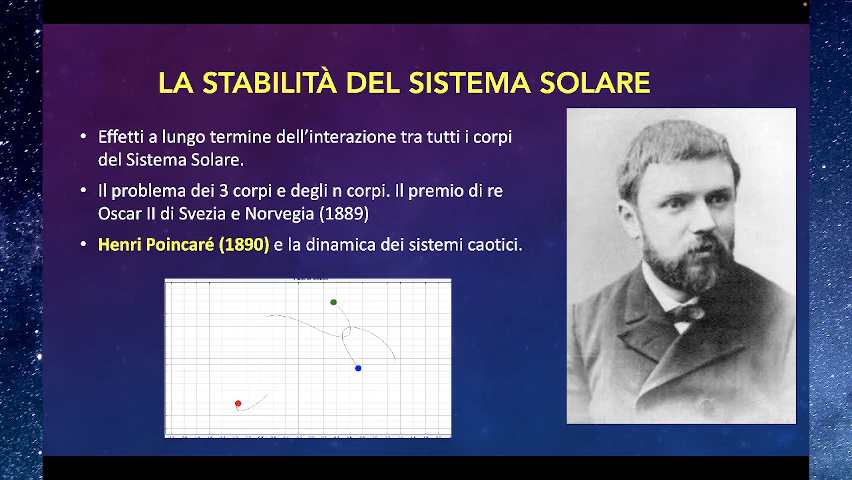 LA STABILITÀ DEL SISTEMA SOLARE
• Effetti a lungo termine dell'interazione tra tutti i corpi
del Sistema Solare.
• Il problema dei 3 corpi e degli n corpi. Il premio di re
Oscar II di Svezia e Norvegia (1889)
• Henri Poincaré (1890) e la dinamica dei sistemi caotici.